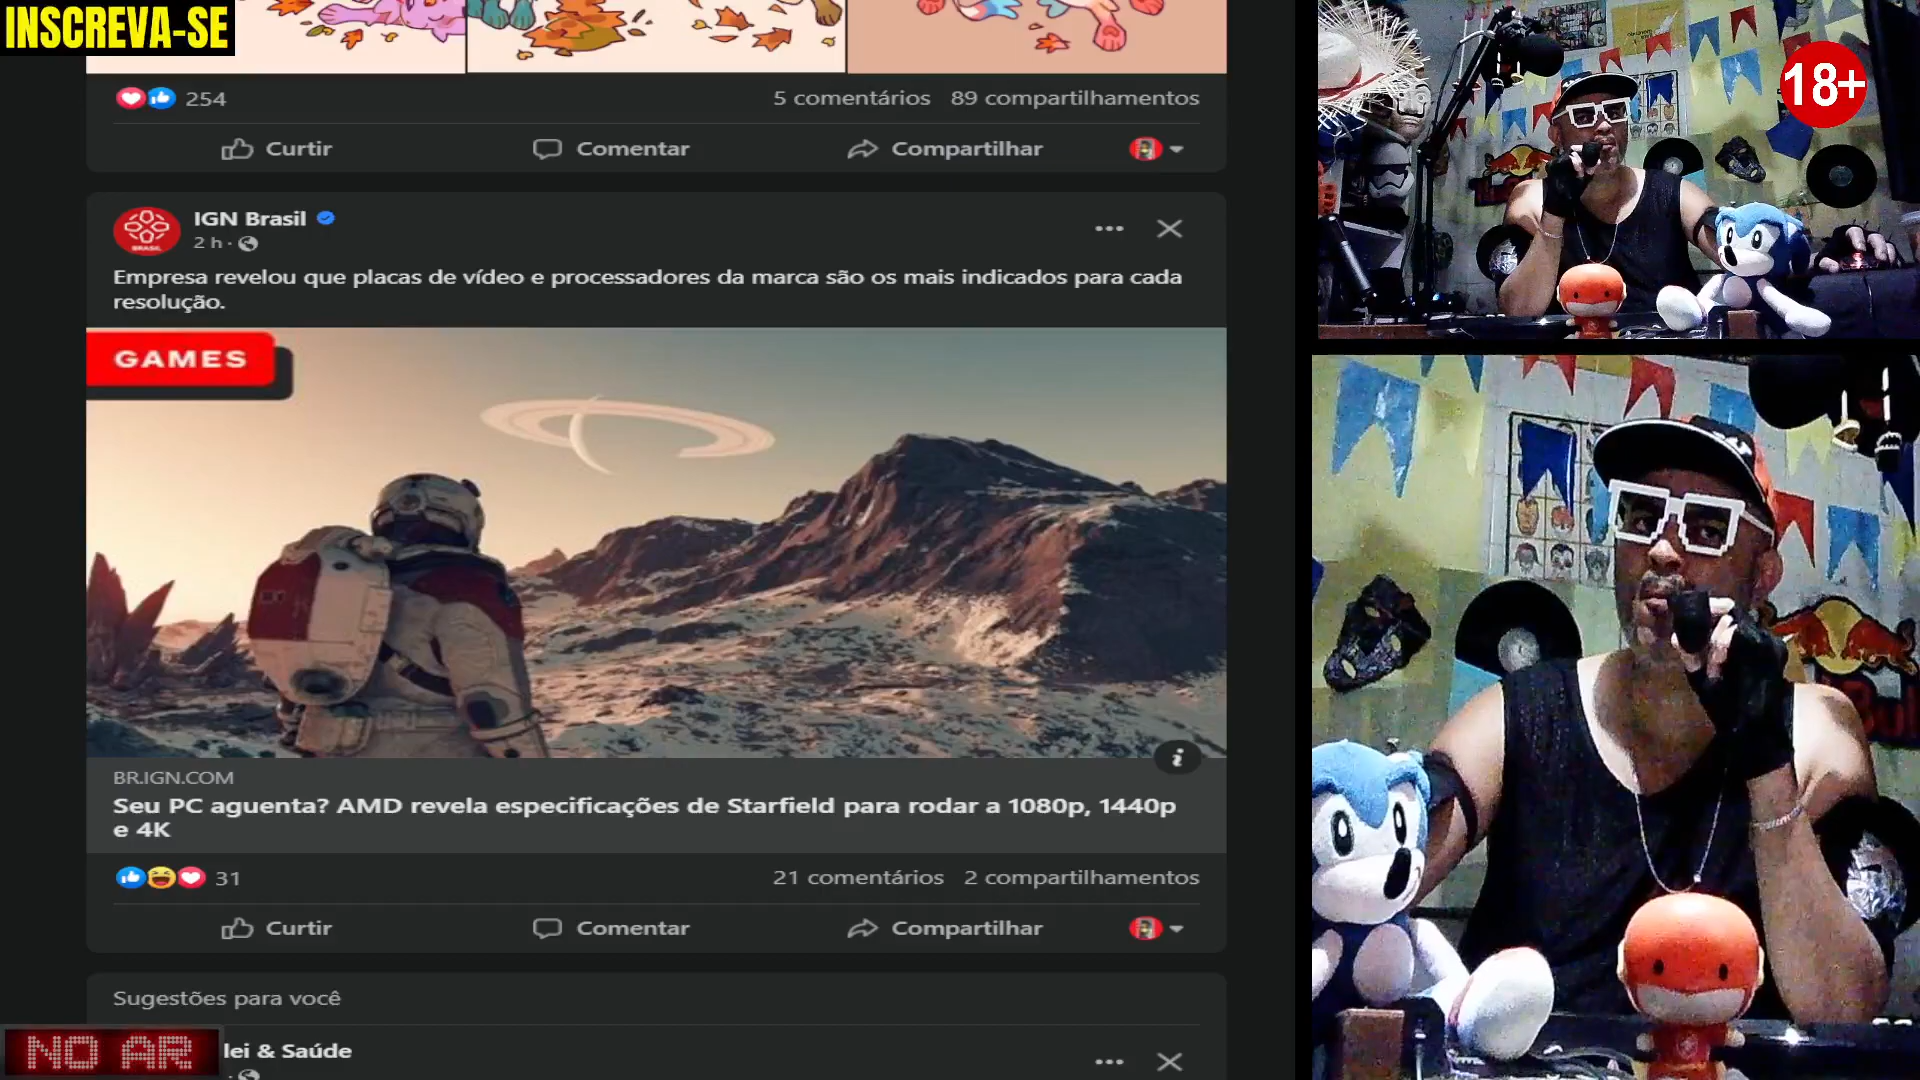 INSCREVA-SE
254
5 comentários 89 compartilhamentos
Curtir Comentar Compartilhar
IGN Brasil
2 h ·
Empresa revelou que placas de vídeo e processadores da marca são os mais indicados para cada
resolução.
GAMES
BR.IGN.COM
Seu PC aguenta? AMD revela especificações de Starfield para rodar a 1080p, 1440p
e 4K
31
21 comentários 2 compartilhamentos
Curtir Comentar Compartilhar
Sugestões para você
lei & Saúde
NO AR
18+